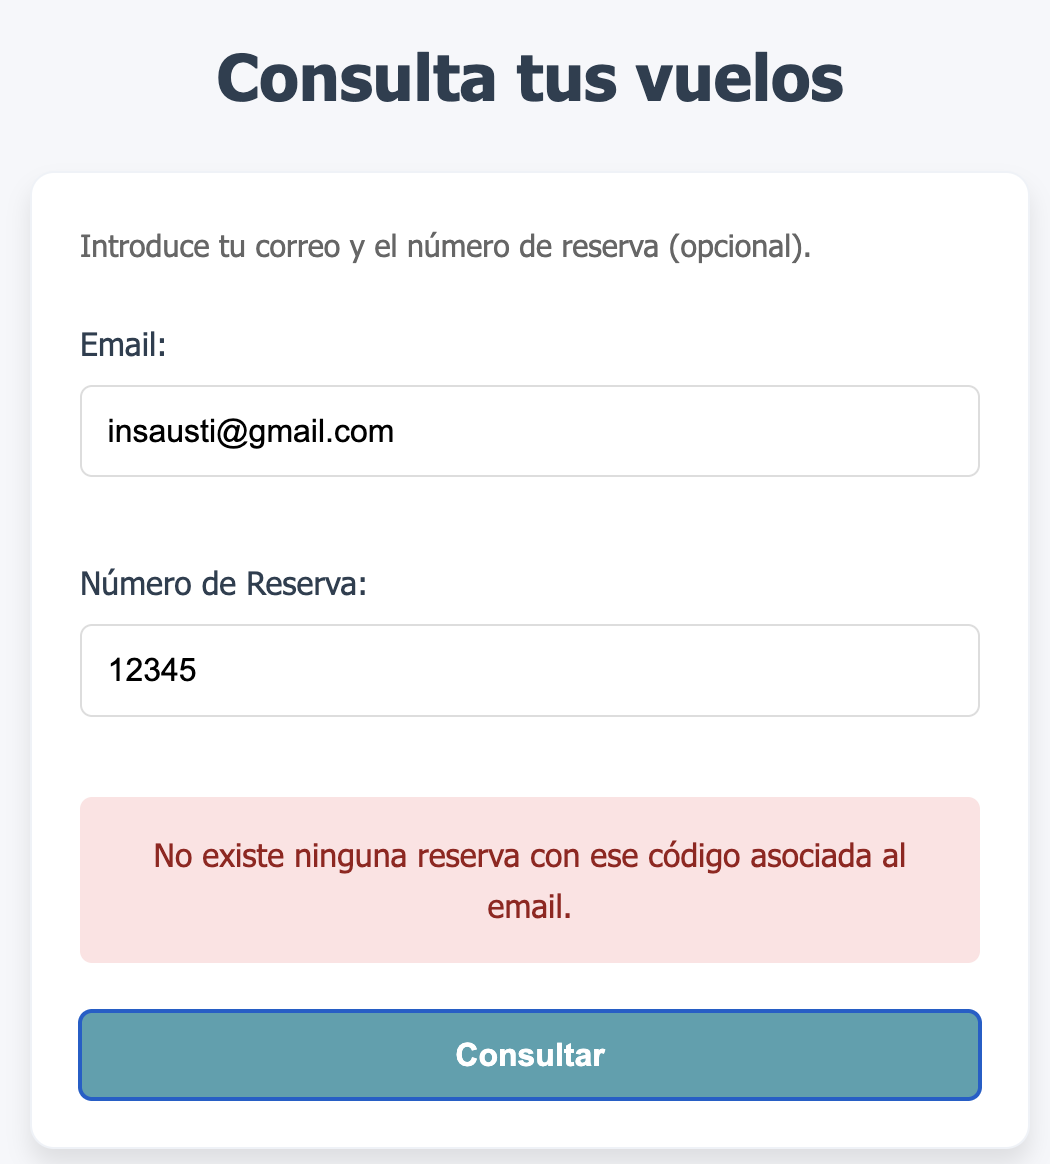 Consulta tus vuelos
Introduce tu correo y el número de reserva (opcional).
Email:
insausti@gmail.com
Número de Reserva:
12345
No existe ninguna reserva con ese código asociada al
email.
Consultar